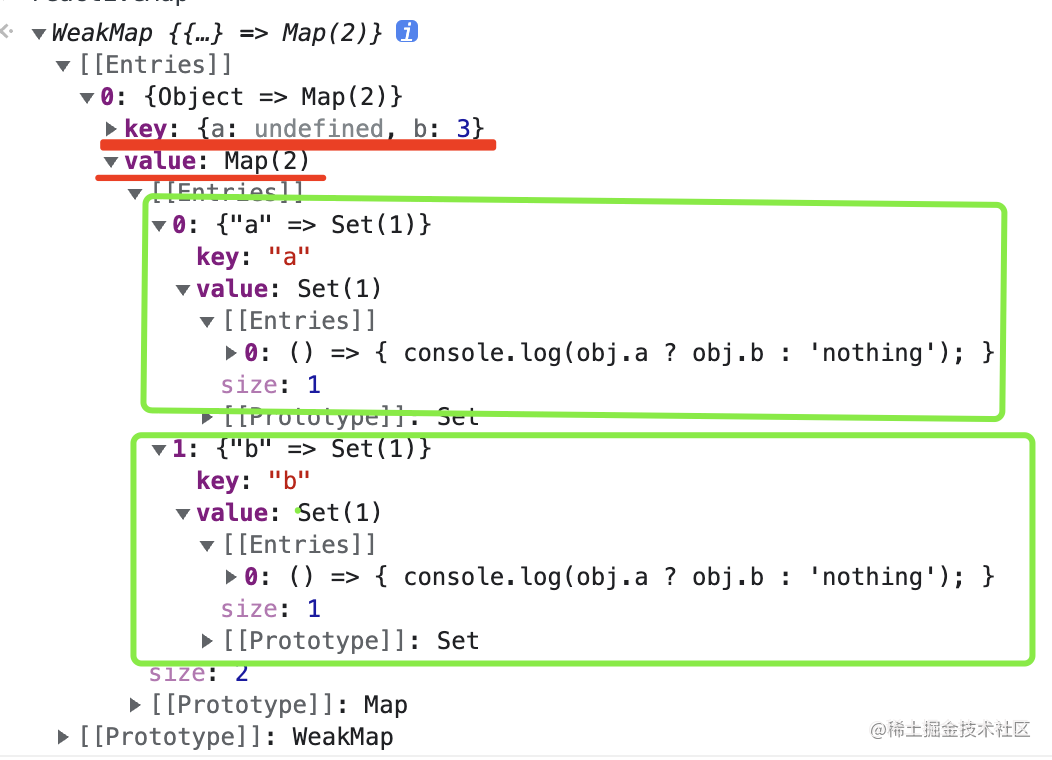 WeakMap {{…} => Map(2)} i
[[Entries]]
0: {Object => Map(2)}
key: {a: undefined, b: 3}
value: Map(2)
[[Entries]]
0: {"a" => Set(1)}
key: "a"
value: Set(1)
[[Entries]]
0: () => { console.log(obj.a ? obj.b : 'nothing'); }
size: 1
[[Prototype]]: Set
1: {"b" => Set(1)}
key: "b"
value: Set(1)
[[Entries]]
0: () => { console.log(obj.a ? obj.b : 'nothing'); }
size: 1
[[Prototype]]: Set
size: 2
[[Prototype]]: Map
[[Prototype]]: WeakMap
@稀土掘金技术社区